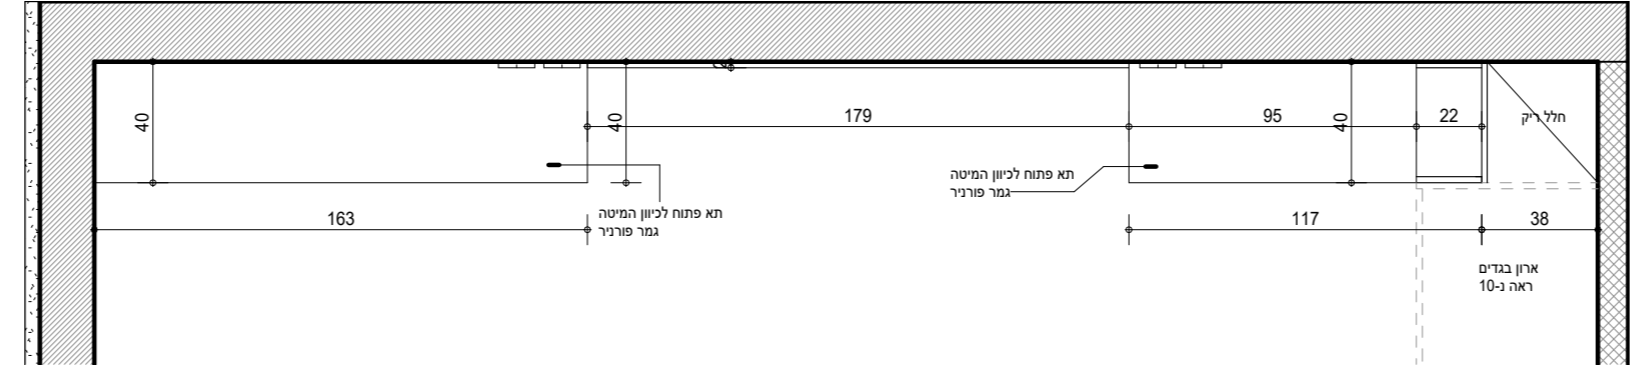 40
40
179
40
95
22
חלל ריק
תא פתוח לכיוון המיטה
גמר פורניר
תא פתוח לכיוון המיטה
גמר פורניר
163
117
38
ארון בגדים
ראה נ-10